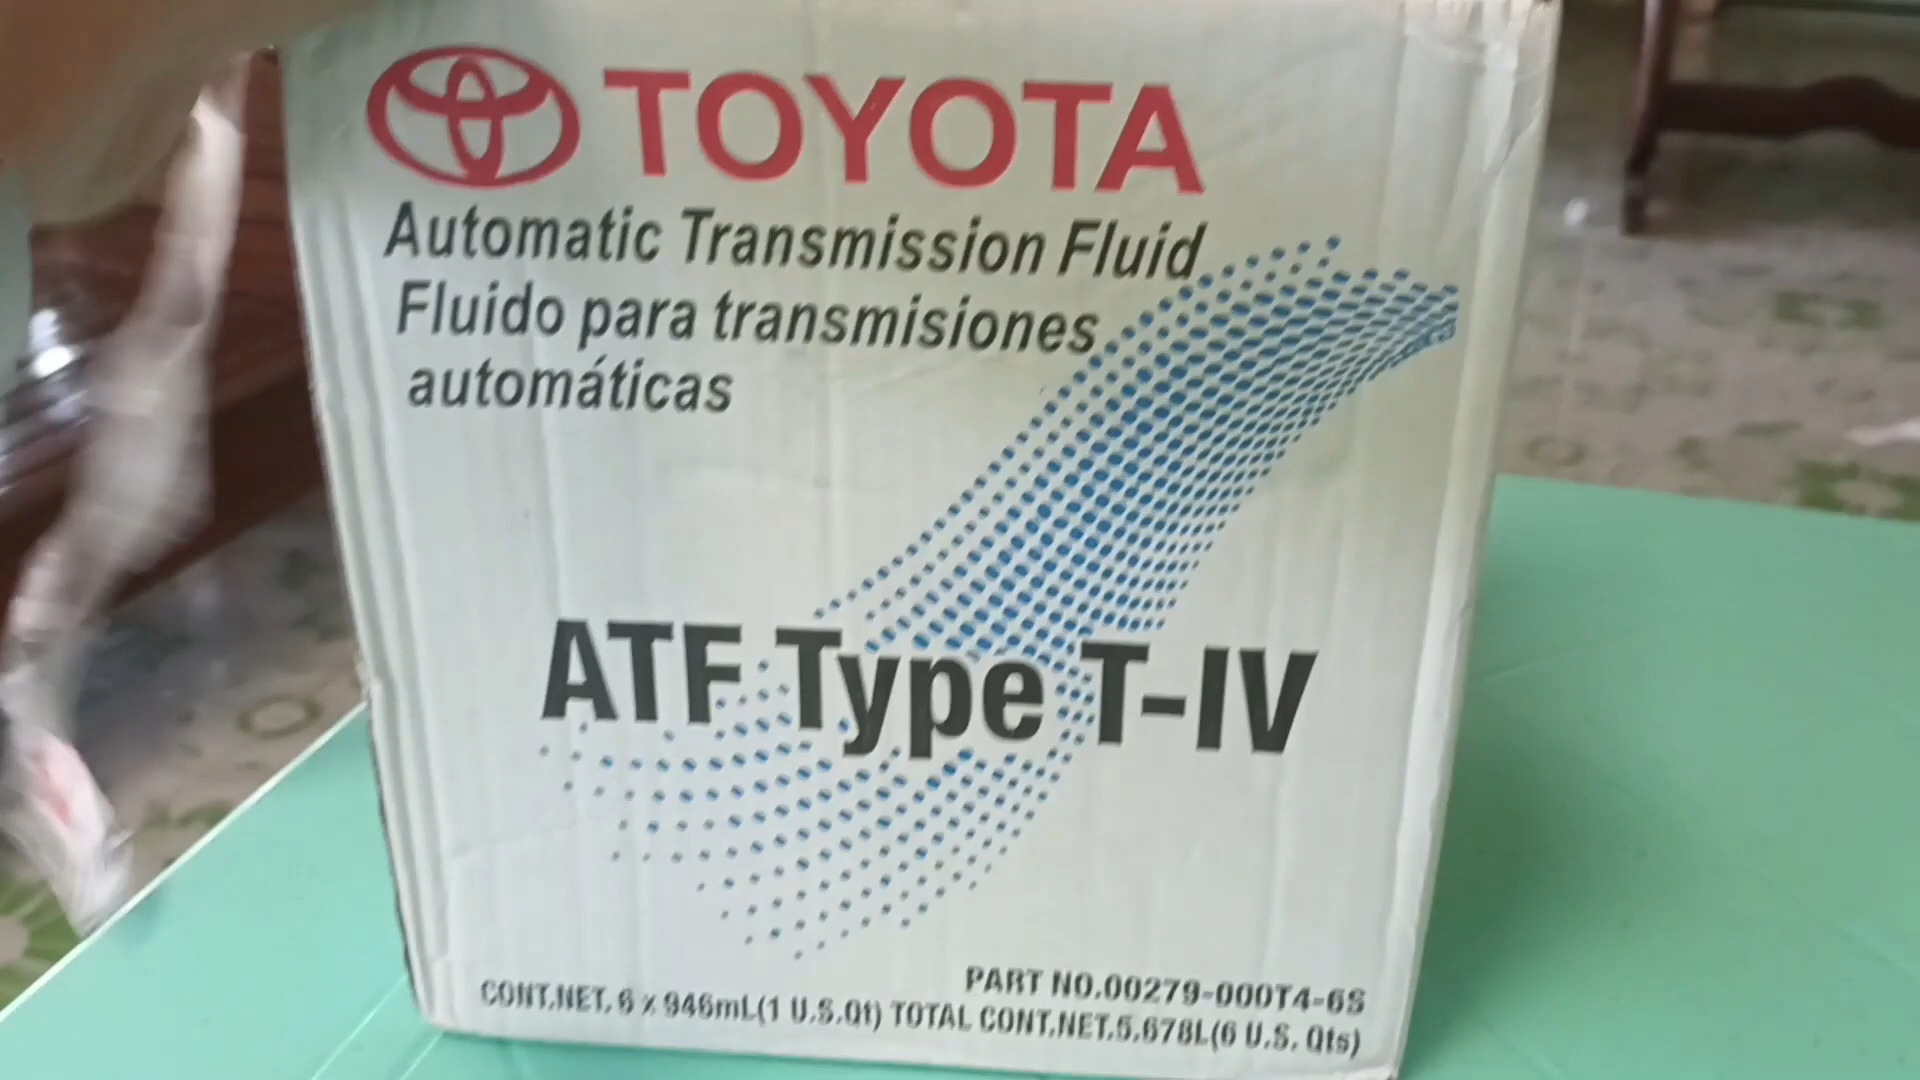 TOYOTA
Automatic Transmission Fluid
Fluido para transmisiones
automáticas
ATF Type T-IV
PART NO.00279-000T4-6S
CONT.NET. 6 x 946mL(1 U.S.Qt) TOTAL CONT.NET.5.678L(6 U.S. Qts)